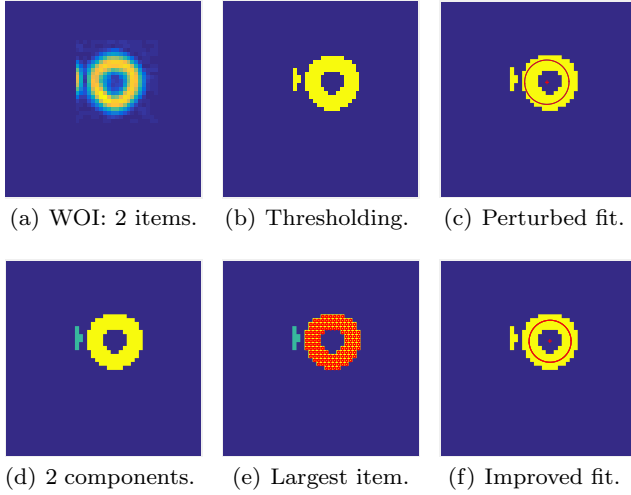 (a) WOI: 2 items. (b) Thresholding. (c) Perturbed fit.
(d) 2 components. (e) Largest item. (f) Improved fit.